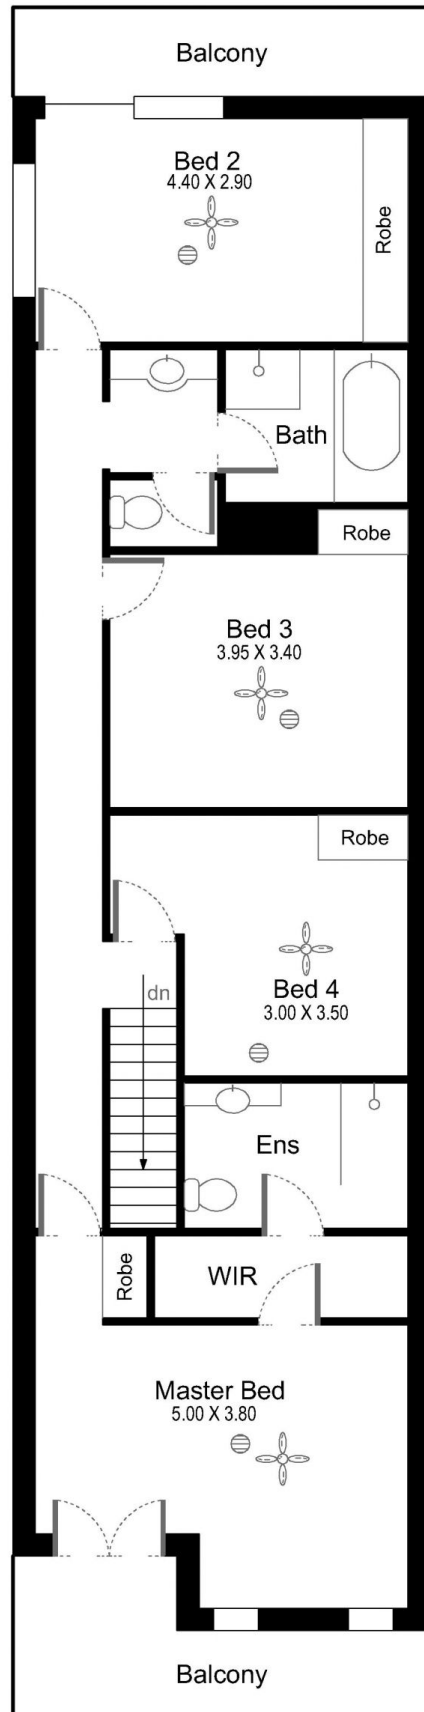 Balcony
Bed 2
4.40 X 2.90
Robe
Bath
Robe
Bed 3
3.95 X 3.40
Robe
dn
Bed 4
3.00 X 3.50
Ens
Robe
WIR
Master Bed
5.00 X 3.80
Balcony